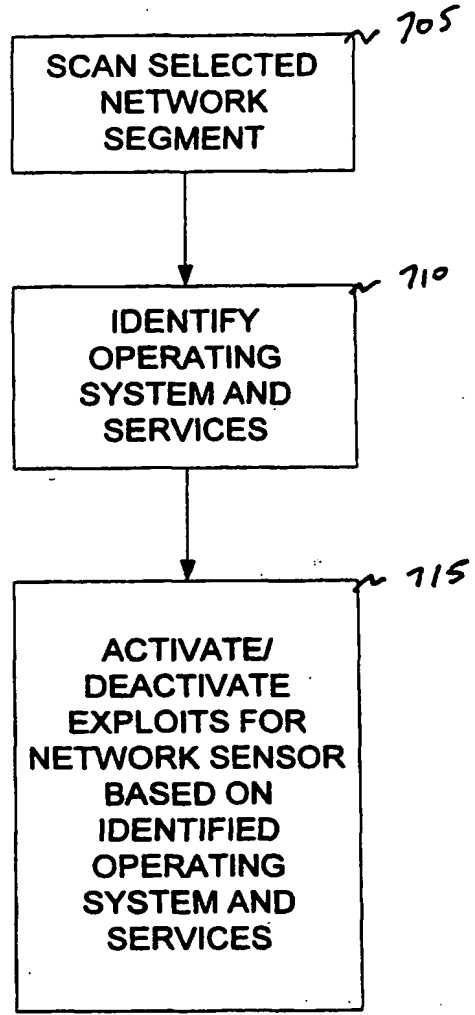 705
SCAN SELECTED
NETWORK
SEGMENT
710
IDENTIFY
OPERATING
SYSTEM AND
SERVICES
715
ACTIVATE/
DEACTIVATE
EXPLOITS FOR
NETWORK SENSOR
BASED ON
IDENTIFIED
OPERATING
SYSTEM AND
SERVICES